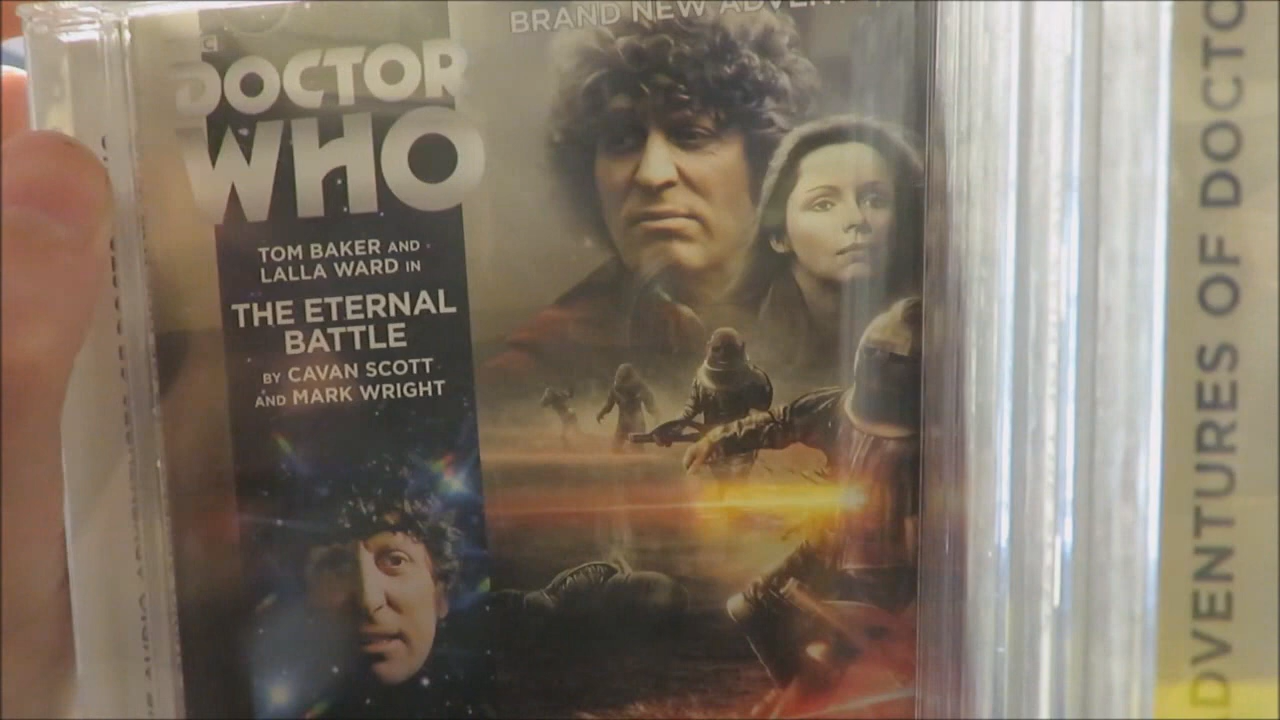 BRAND NEW
DOCTOR
WHO
TOM BAKER AND
LALLA WARD IN
THE ETERNAL
BATTLE
BY CAVAN SCOTT
AND MARK WRIGHT
DVENTURES OF DOCTO